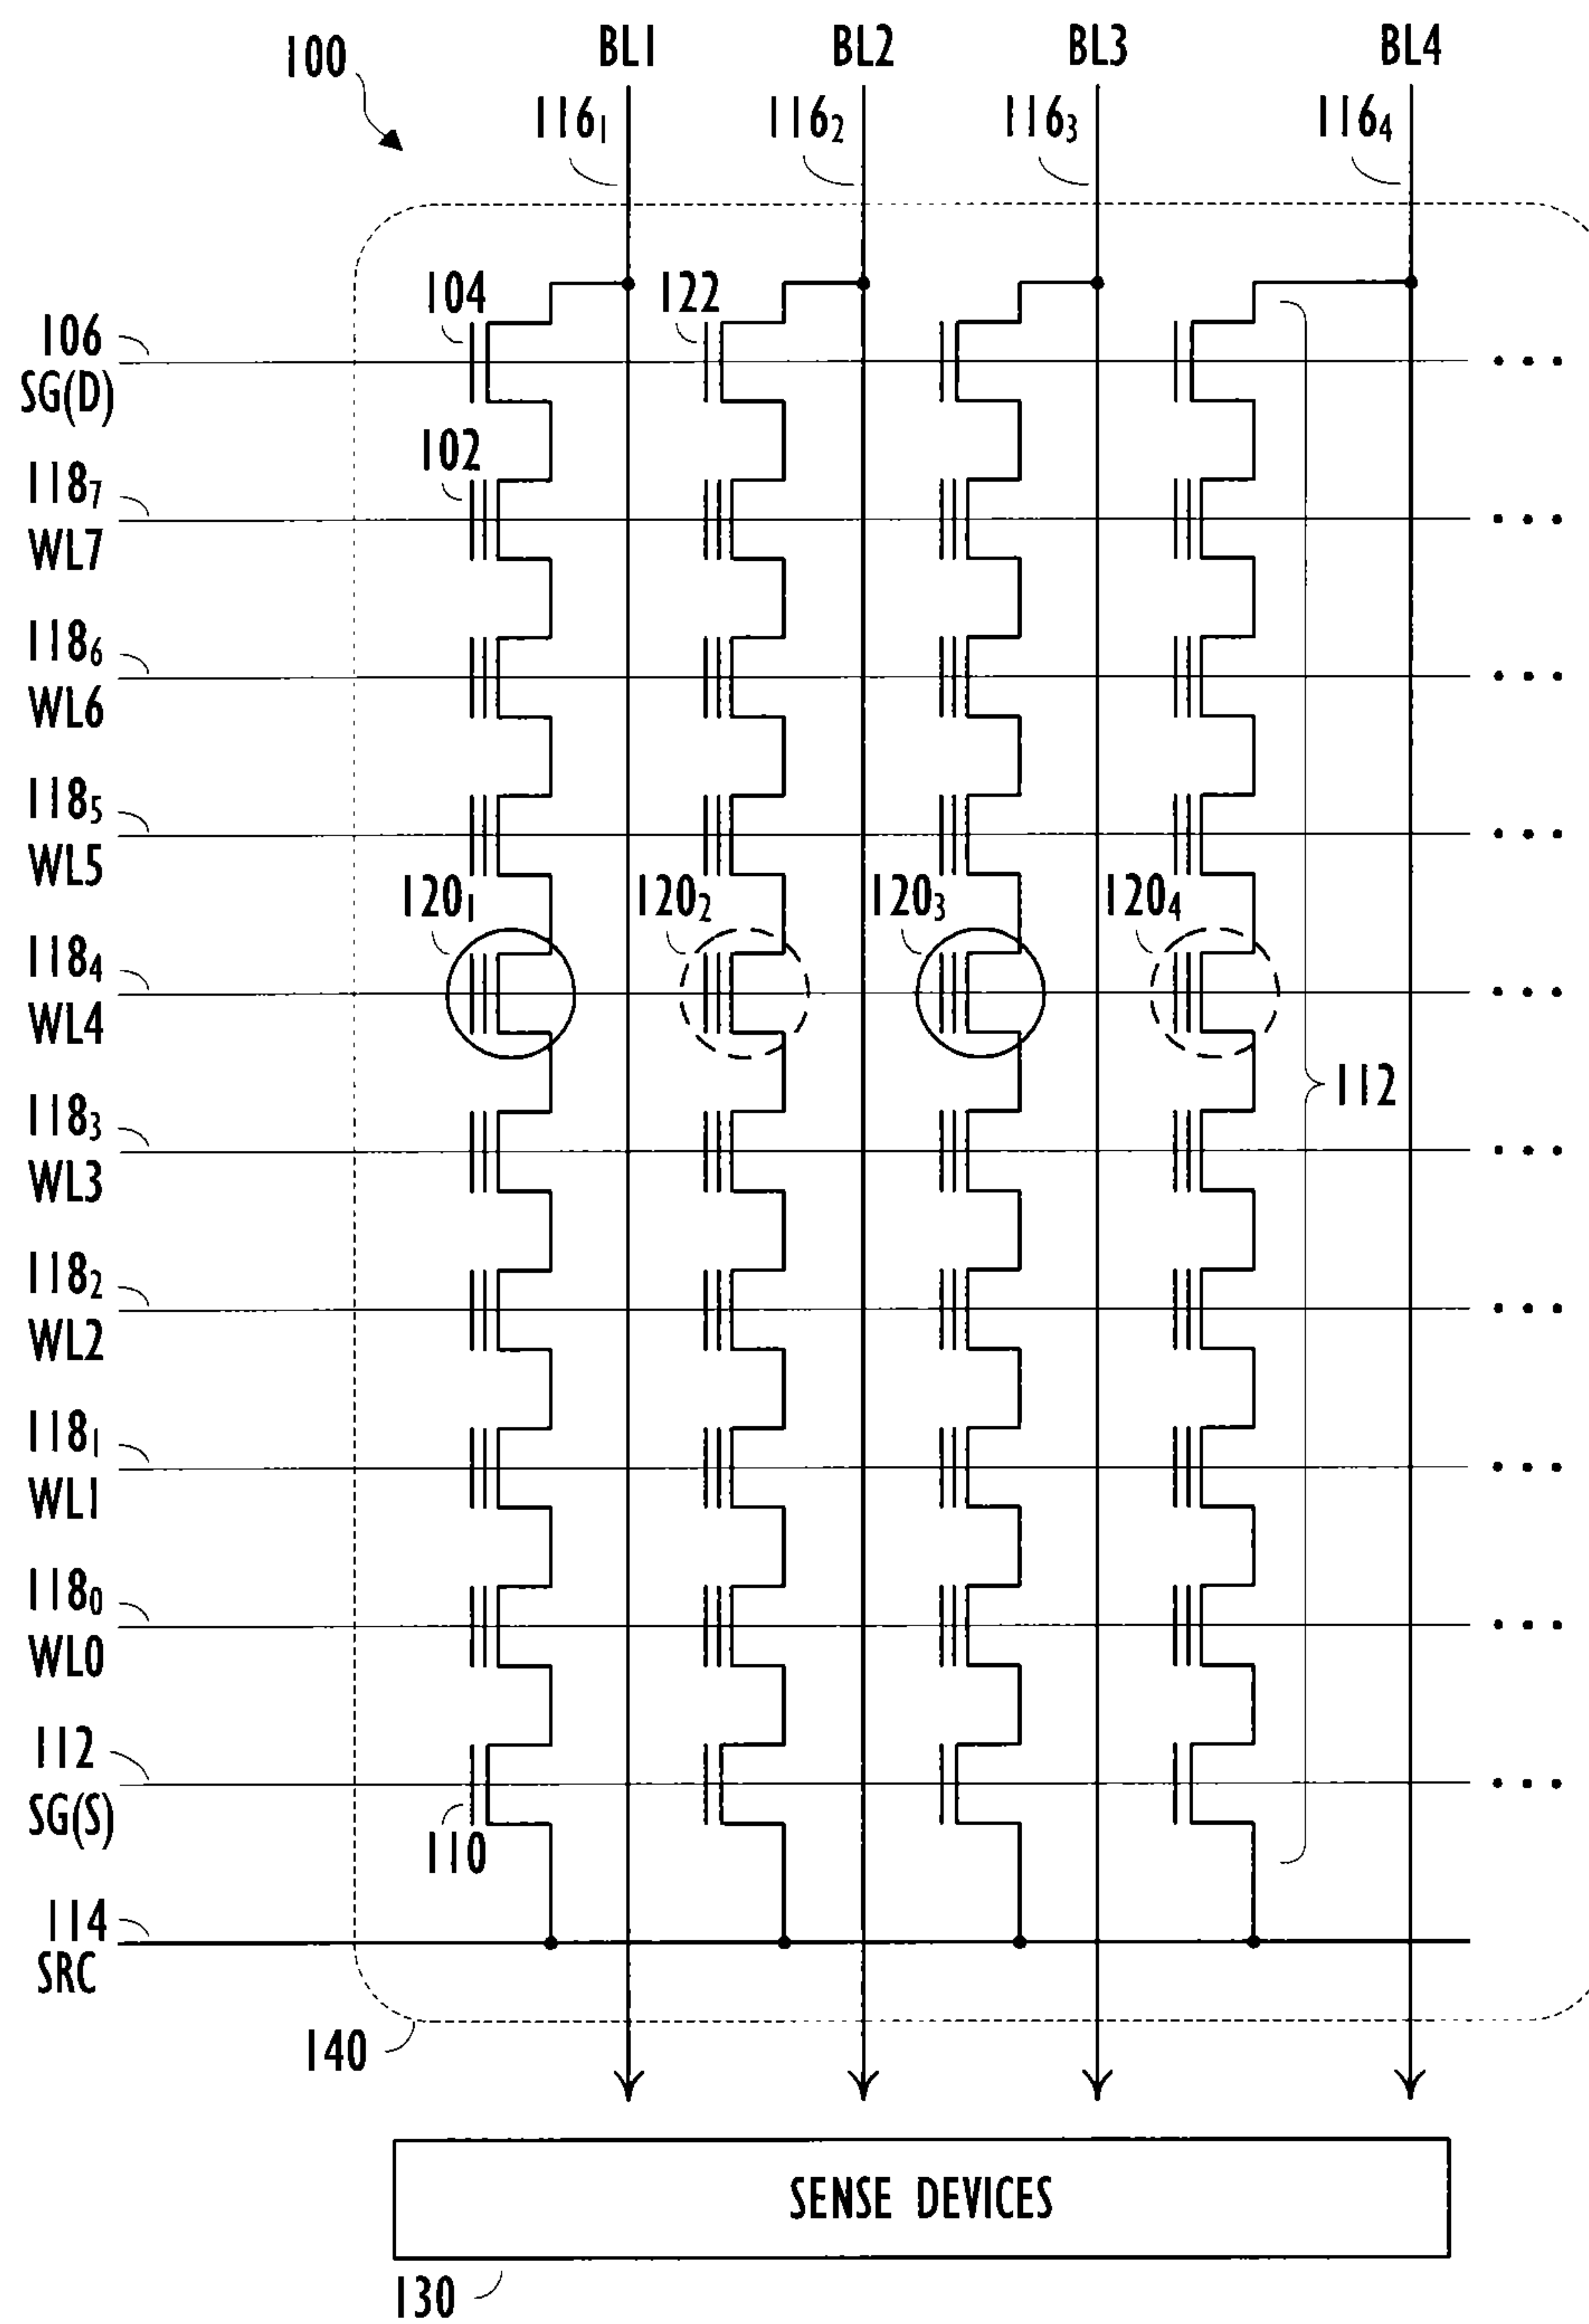 100
BL1 BL2 BL3 BL4
116₁ 116₂ 116₃ 116₄
104 122
106
SG(D)
102
118₇
WL7
118₆
WL6
118₅
WL5
120₁ 120₂ 120₃ 120₄
118₄
WL4
112
118₃
WL3
118₂
WL2
118₁
WL1
118₀
WL0
112
SG(S)
110
114
SRC
140
SENSE DEVICES
130